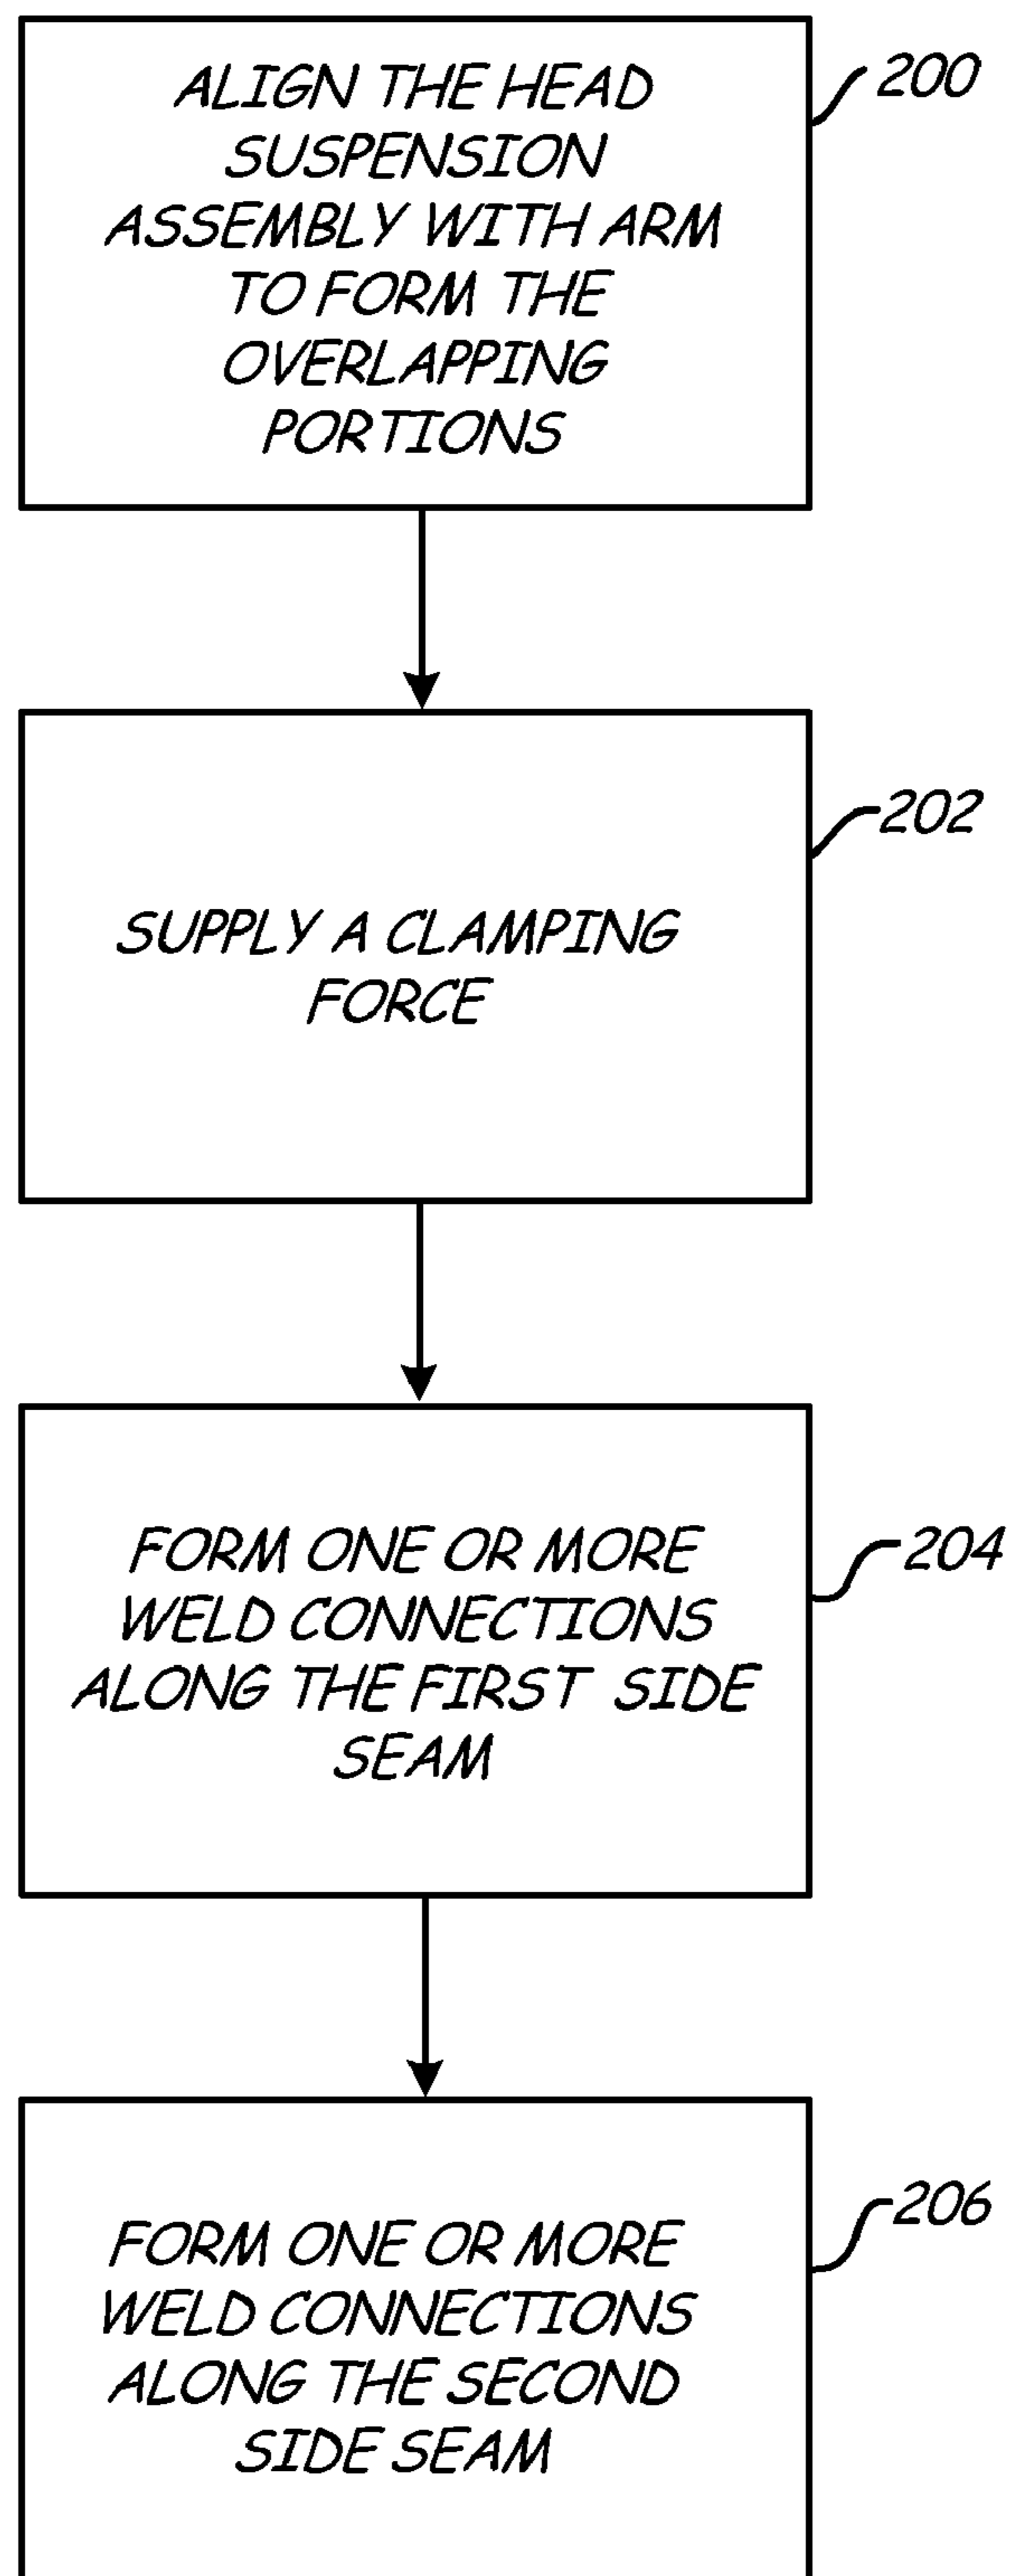 ALIGN THE HEAD
SUSPENSION
ASSEMBLY WITH ARM
TO FORM THE
OVERLAPPING
PORTIONS
200
SUPPLY A CLAMPING
FORCE
202
FORM ONE OR MORE
WELD CONNECTIONS
ALONG THE FIRST SIDE
SEAM
204
FORM ONE OR MORE
WELD CONNECTIONS
ALONG THE SECOND
SIDE SEAM
206